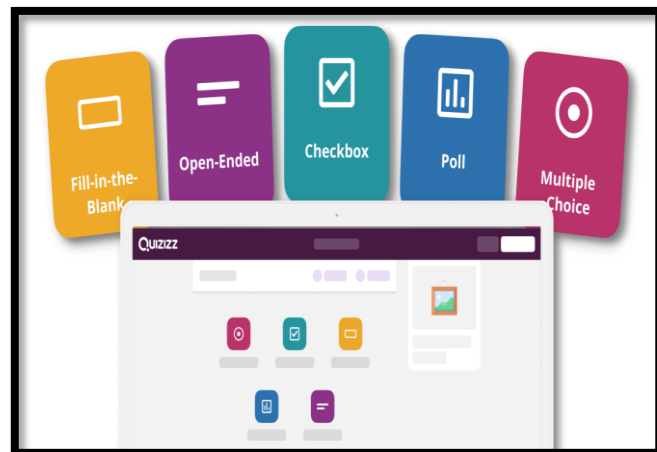 Fill-in-the-
Blank
Open-Ended
Checkbox
Poll
Multiple
Choice
QUIZIZZ